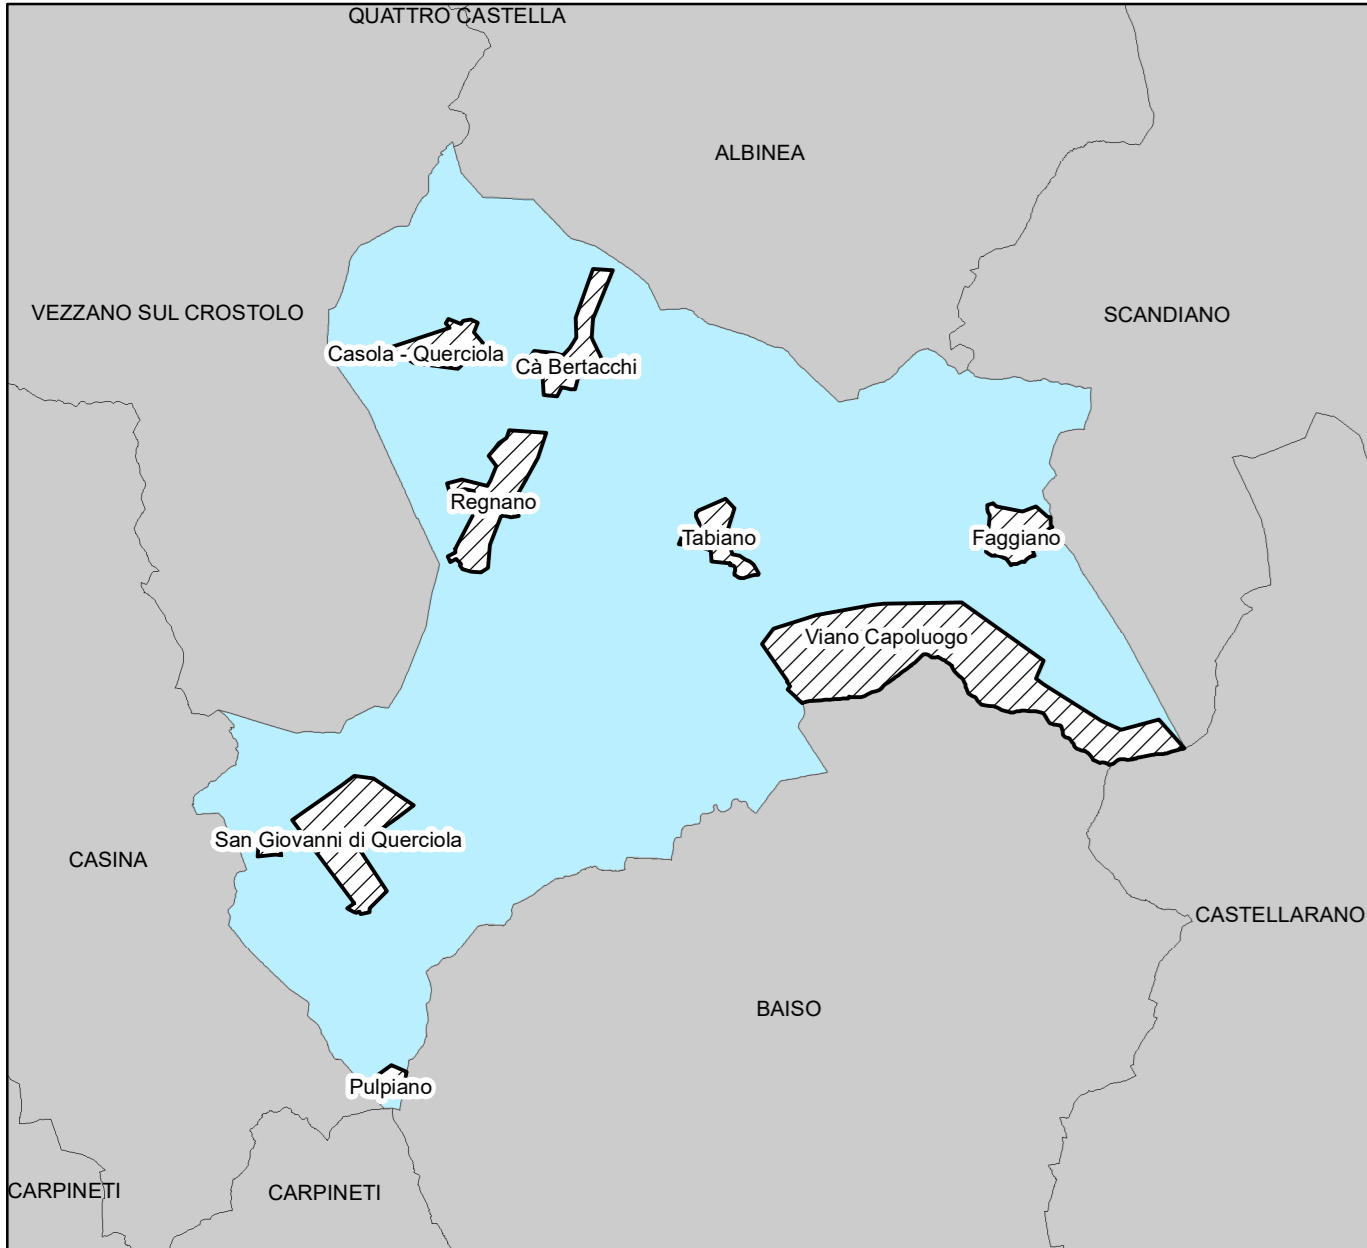 QUATTRO CASTELLA
ALBINEA
VEZZANO SUL CROSTOLO
SCANDIANO
Casola - Querciola
Cà Bertacchi
Regnano
Tabiano
Faggiano
Viano Capoluogo
San Giovanni di Querciola
CASINA
CASTELLARANO
BAISO
Pulpiano
CARPINETI
CARPINETI